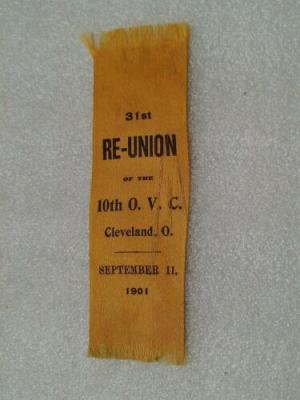 31st
RE-UNION
OF THE
10th O. V. C.
Cleveland, O.
SEPTEMBER 11,
1901